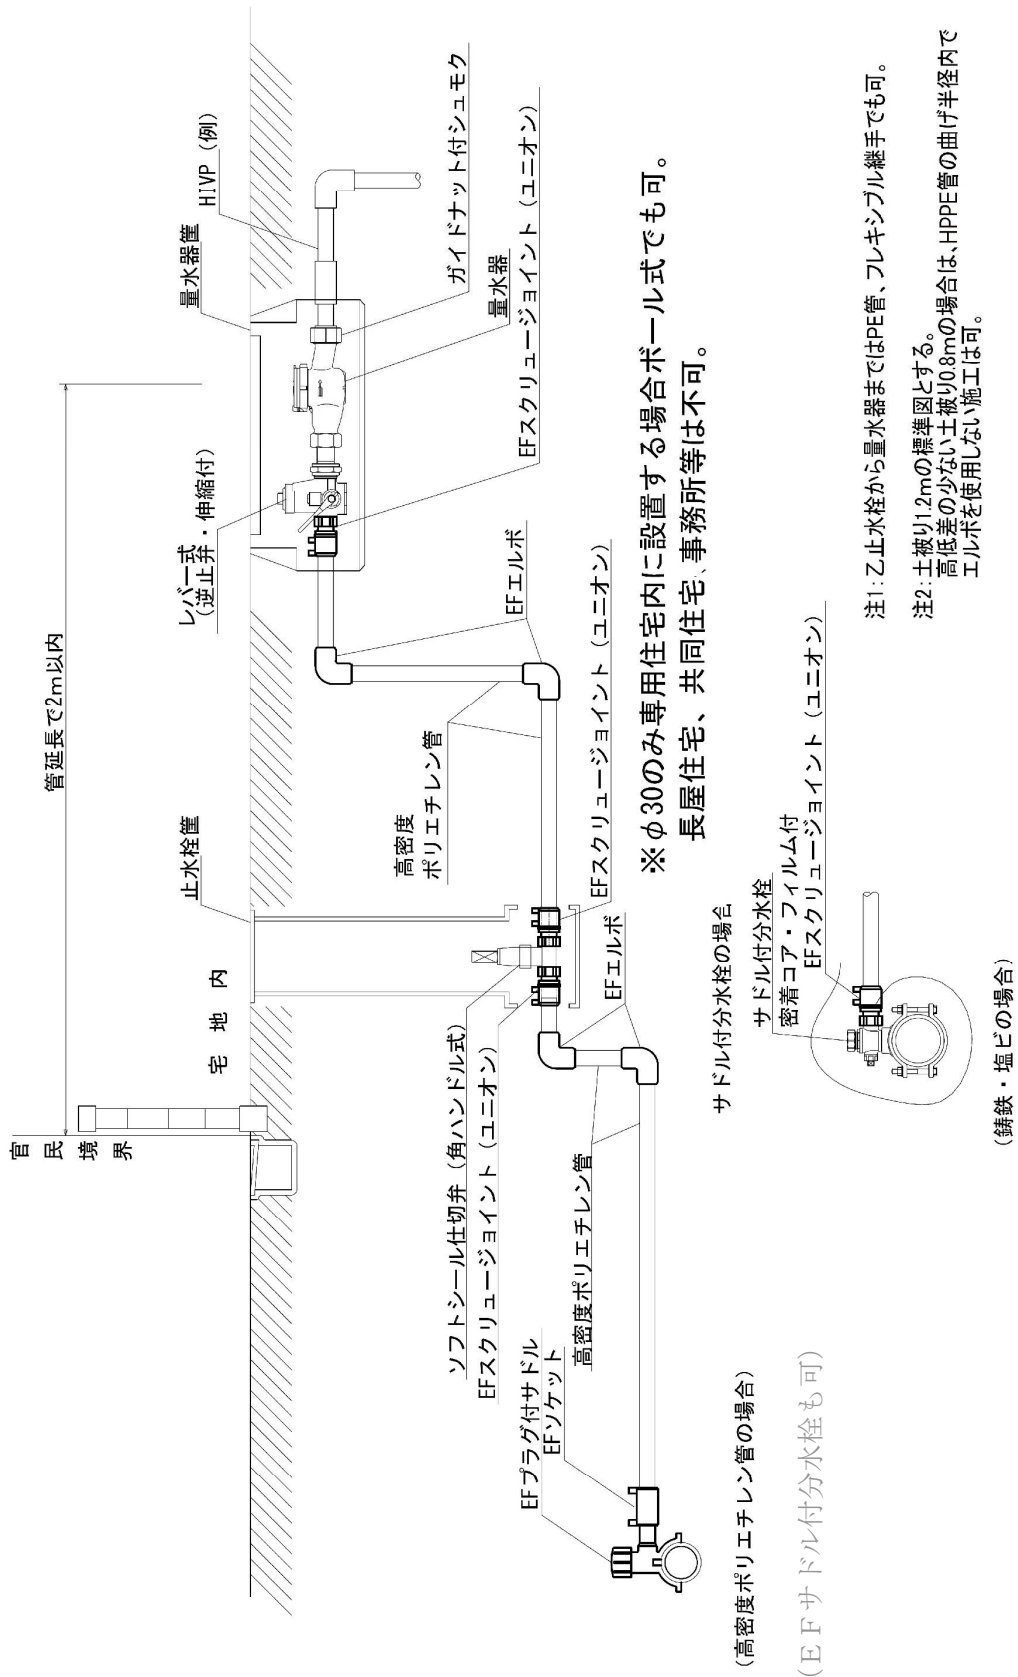 官民境界
管延長で2m以内
宅地内
止水栓筐
レバー式
(逆止弁・伸縮付)
量水器筐
HIVP(例)
ガイドナット付シュモク
量水器
EFスクリュージョイント(ユニオン)
EFエルボ
高密度
ポリエチレン管
EFスクリュージョイント(ユニオン)
ソフトシール仕切弁(角ハンドル式)
EFスクリュージョイント(ユニオン)
EFエルボ
高密度ポリエチレン管
EFプラグ付サドル
EFソケット
(高密度ポリエチレン管の場合)
(EFサドル付分水栓も可)
※φ30のみ専用住宅内に設置する場合ボール式でも可。
長屋住宅、共同住宅、事務所等は不可。
サドル付分水栓の場合
サドル付分水栓
密着コア・フィルム付
EFスクリュージョイント(ユニオン)
(鋳鉄・塩ビの場合)
注1:乙止水栓から量水器まではPE管、フレキシブル継手でも可。
注2:土被り1.2mの標準図とする。
高低差の少ない土被り0.8mの場合は、HPPE管の曲げ半径内で
エルボを使用しない施工は可。